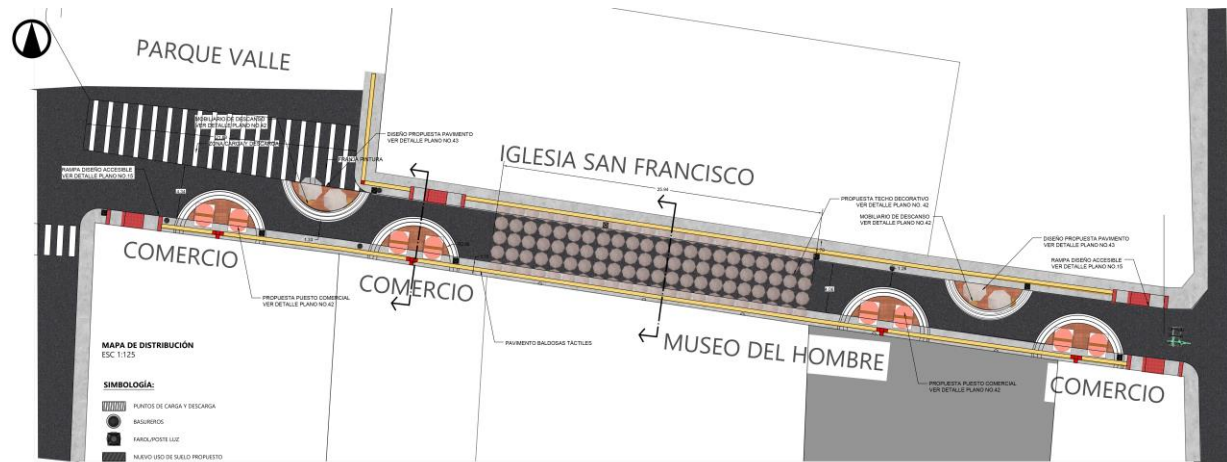 PARQUE VALLE
MOBILIARIO DE DESCANSO
VER DETALLE PLANO NO.42
ZONA CARGA Y DESCARGA
FRANJA PINTURA
DISEÑO PROPUESTA PAVIMENTO
VER DETALLE PLANO NO.43
RAMPA DISEÑO ACCESIBLE
VER DETALLE PLANO NO.15
IGLESIA SAN FRANCISCO
PROPUESTA TECHO DECORATIVO
VER DETALLE PLANO NO. 42
MOBILIARIO DE DESCANSO
VER DETALLE PLANO NO.42
DISEÑO PROPUESTA PAVIMENTO
VER DETALLE PLANO NO.43
RAMPA DISEÑO ACCESIBLE
VER DETALLE PLANO NO.15
COMERCIO
COMERCIO
PROPUESTA PUESTO COMERCIAL
VER DETALLE PLANO NO.42
PAVIMENTO BALDOSAS TÁCTILES
MUSEO DEL HOMBRE
PROPUESTA PUESTO COMERCIAL
VER DETALLE PLANO NO.42
COMERCIO
MAPA DE DISTRIBUCIÓN
ESC 1:125
SIMBOLOGÍA:
PUNTOS DE CARGA Y DESCARGA
BASUREROS
FAROL/POSTE LUZ
NUEVO USO DE SUELO PROPUESTO